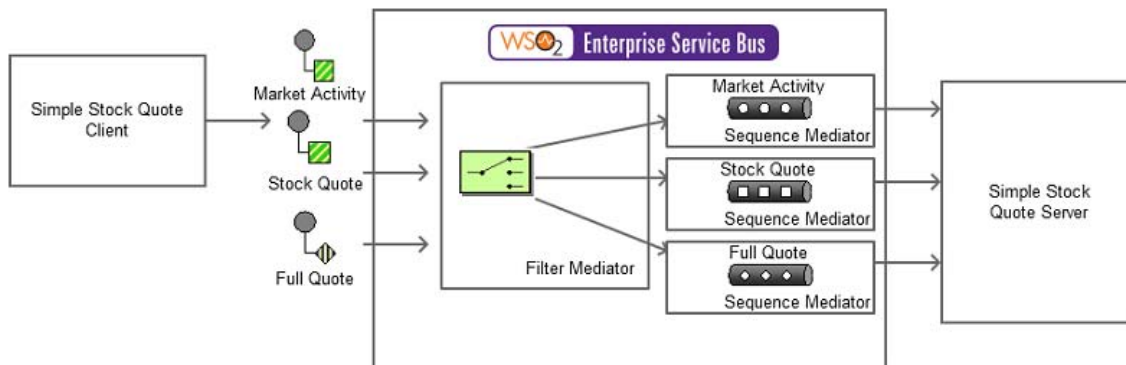 WSO2 Enterprise Service Bus
Simple Stock Quote
Client
Market Activity
Stock Quote
Full Quote
Filter Mediator
Market Activity
Sequence Mediator
Stock Quote
Sequence Mediator
Full Quote
Sequence Mediator
Simple Stock
Quote Server